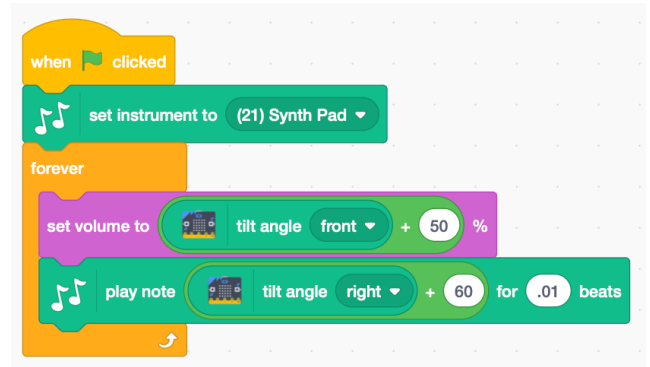 when clicked
set instrument to (21) Synth Pad
forever
set volume to tilt angle front + 50 %
play note tilt angle right + 60 for .01 beats